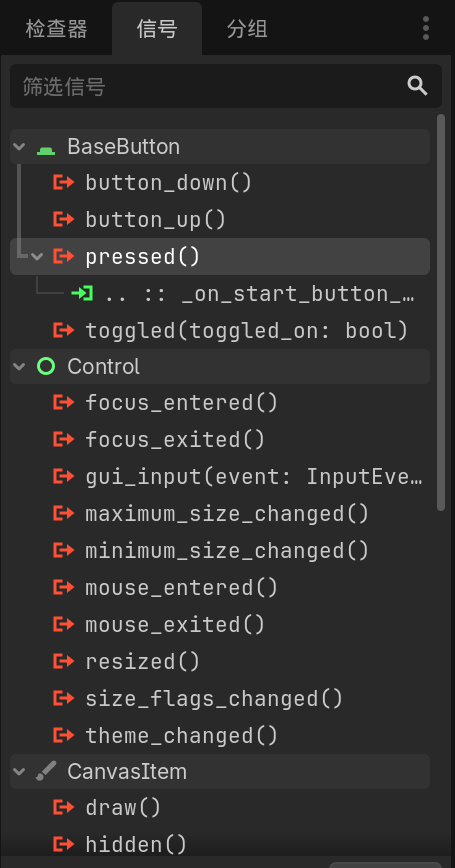 检查器 信号 分组
筛选信号
BaseButton
button_down()
button_up()
pressed()
.. :: _on_start_button_…
toggled(toggled_on: bool)
Control
focus_entered()
focus_exited()
gui_input(event: InputEve…
maximum_size_changed()
minimum_size_changed()
mouse_entered()
mouse_exited()
resized()
size_flags_changed()
theme_changed()
CanvasItem
draw()
hidden()